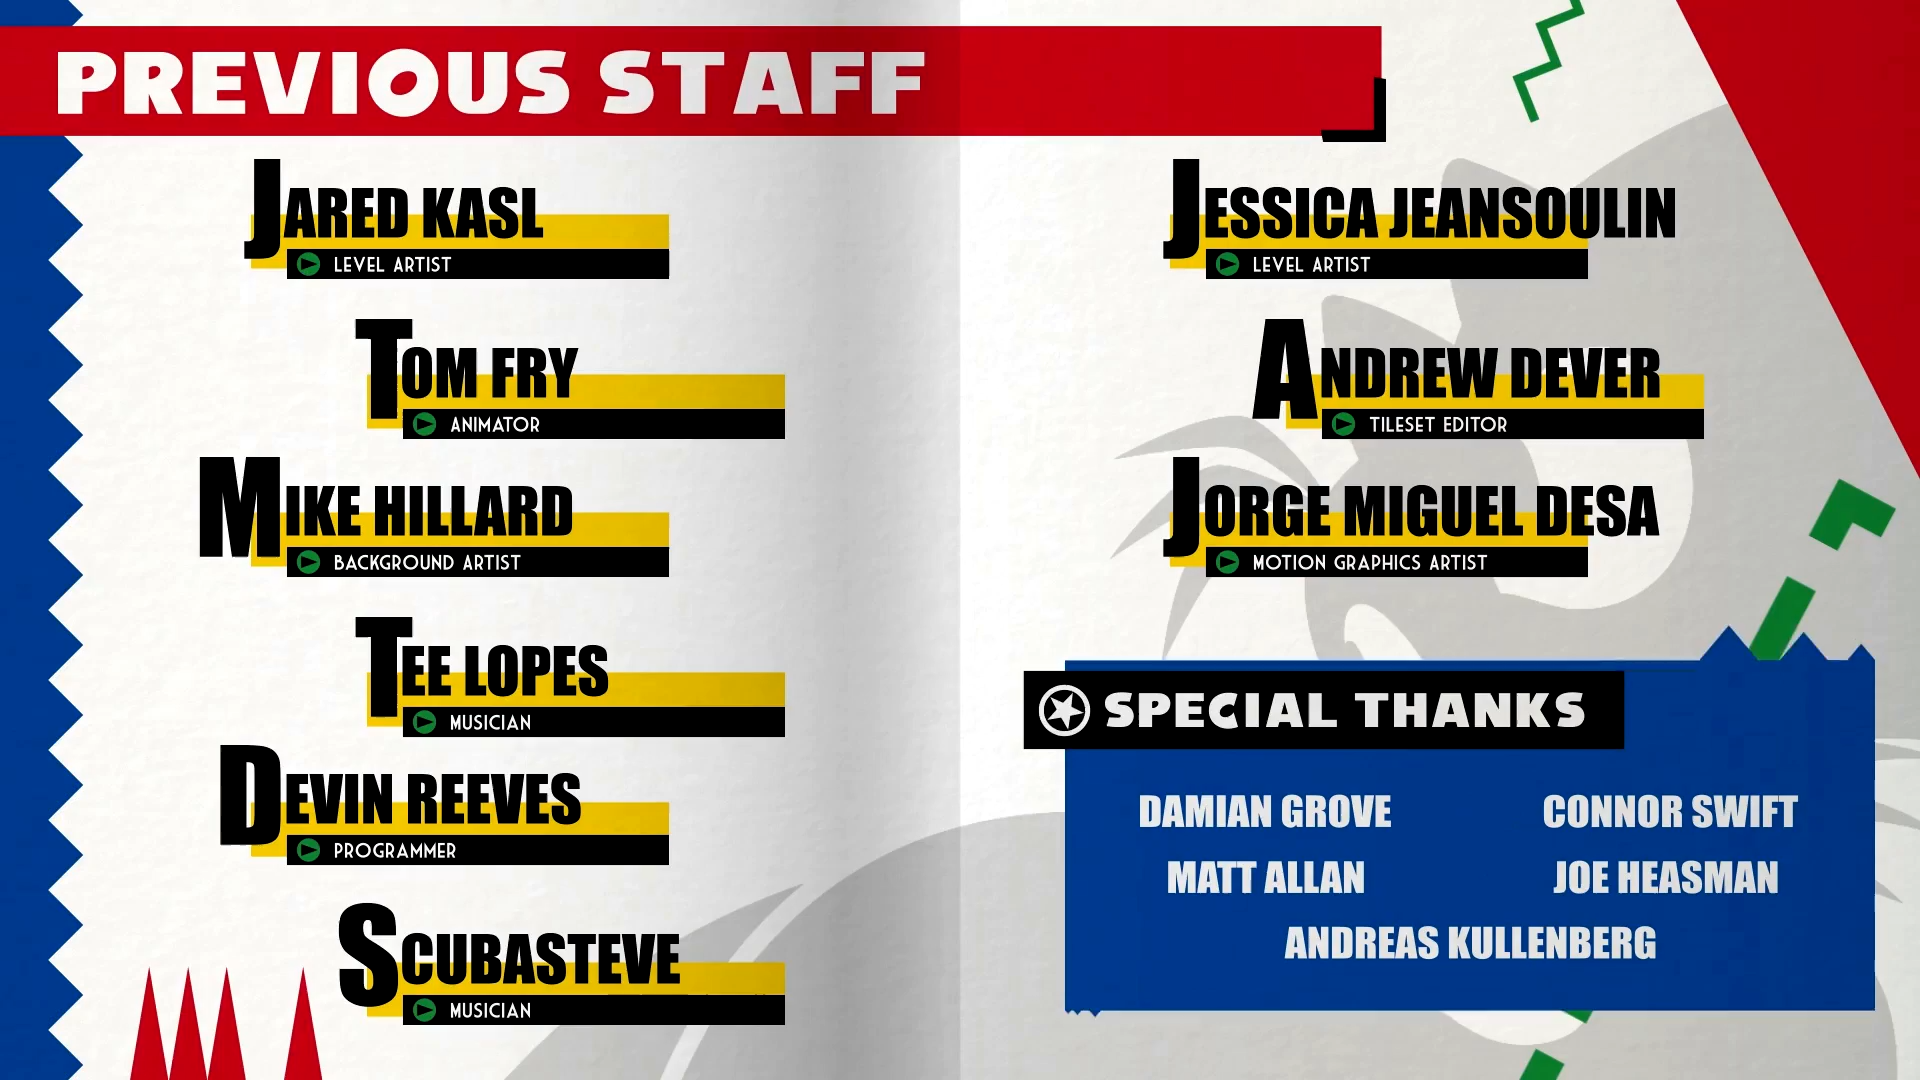 PREVIOUS STAFF
JARED KASL
LEVEL ARTIST
TOM FRY
ANIMATOR
MIKE HILLARD
BACKGROUND ARTIST
TEE LOPES
MUSICIAN
DEVIN REEVES
PROGRAMMER
SCUBASTEVE
MUSICIAN
JESSICA JEANSOULIN
LEVEL ARTIST
ANDREW DEVER
TILESET EDITOR
JORGE MIGUEL DESA
MOTION GRAPHICS ARTIST
SPECIAL THANKS
DAMIAN GROVE
CONNOR SWIFT
MATT ALLAN
JOE HEASMAN
ANDREAS KULLENBERG